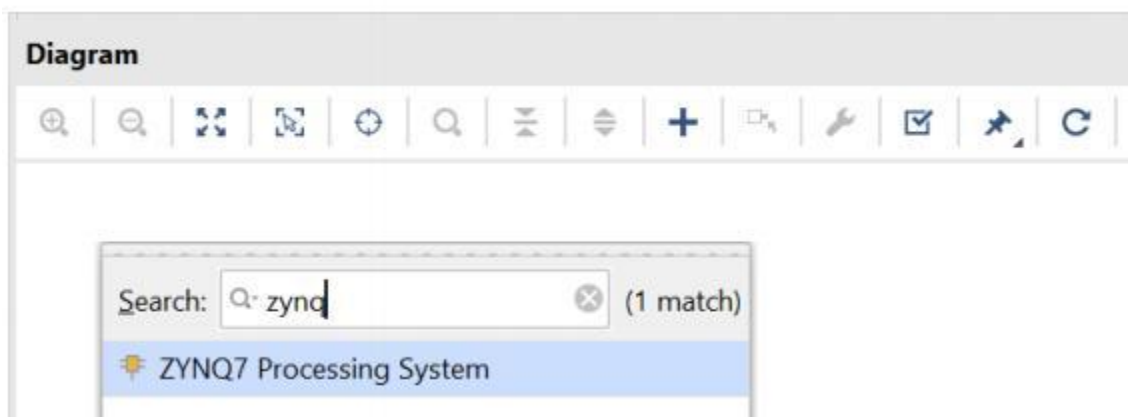 Diagram
Search: zynq (1 match)
ZYNQ7 Processing System